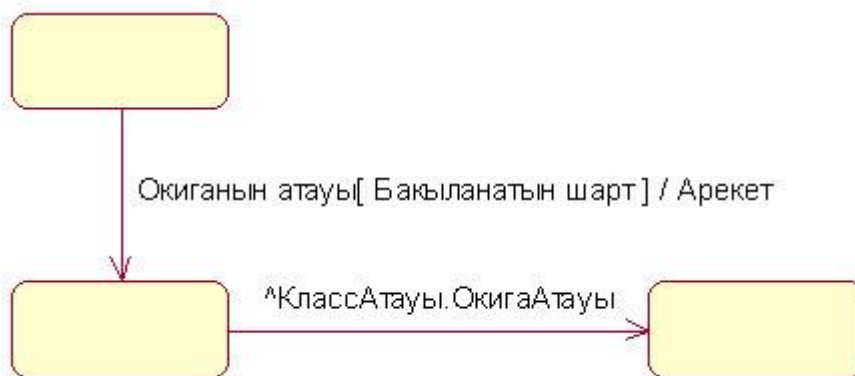 Окиганын атауы[ Бакыланатын шарт ] / Арекет
^КлассАтауы.ОкигаАтауы